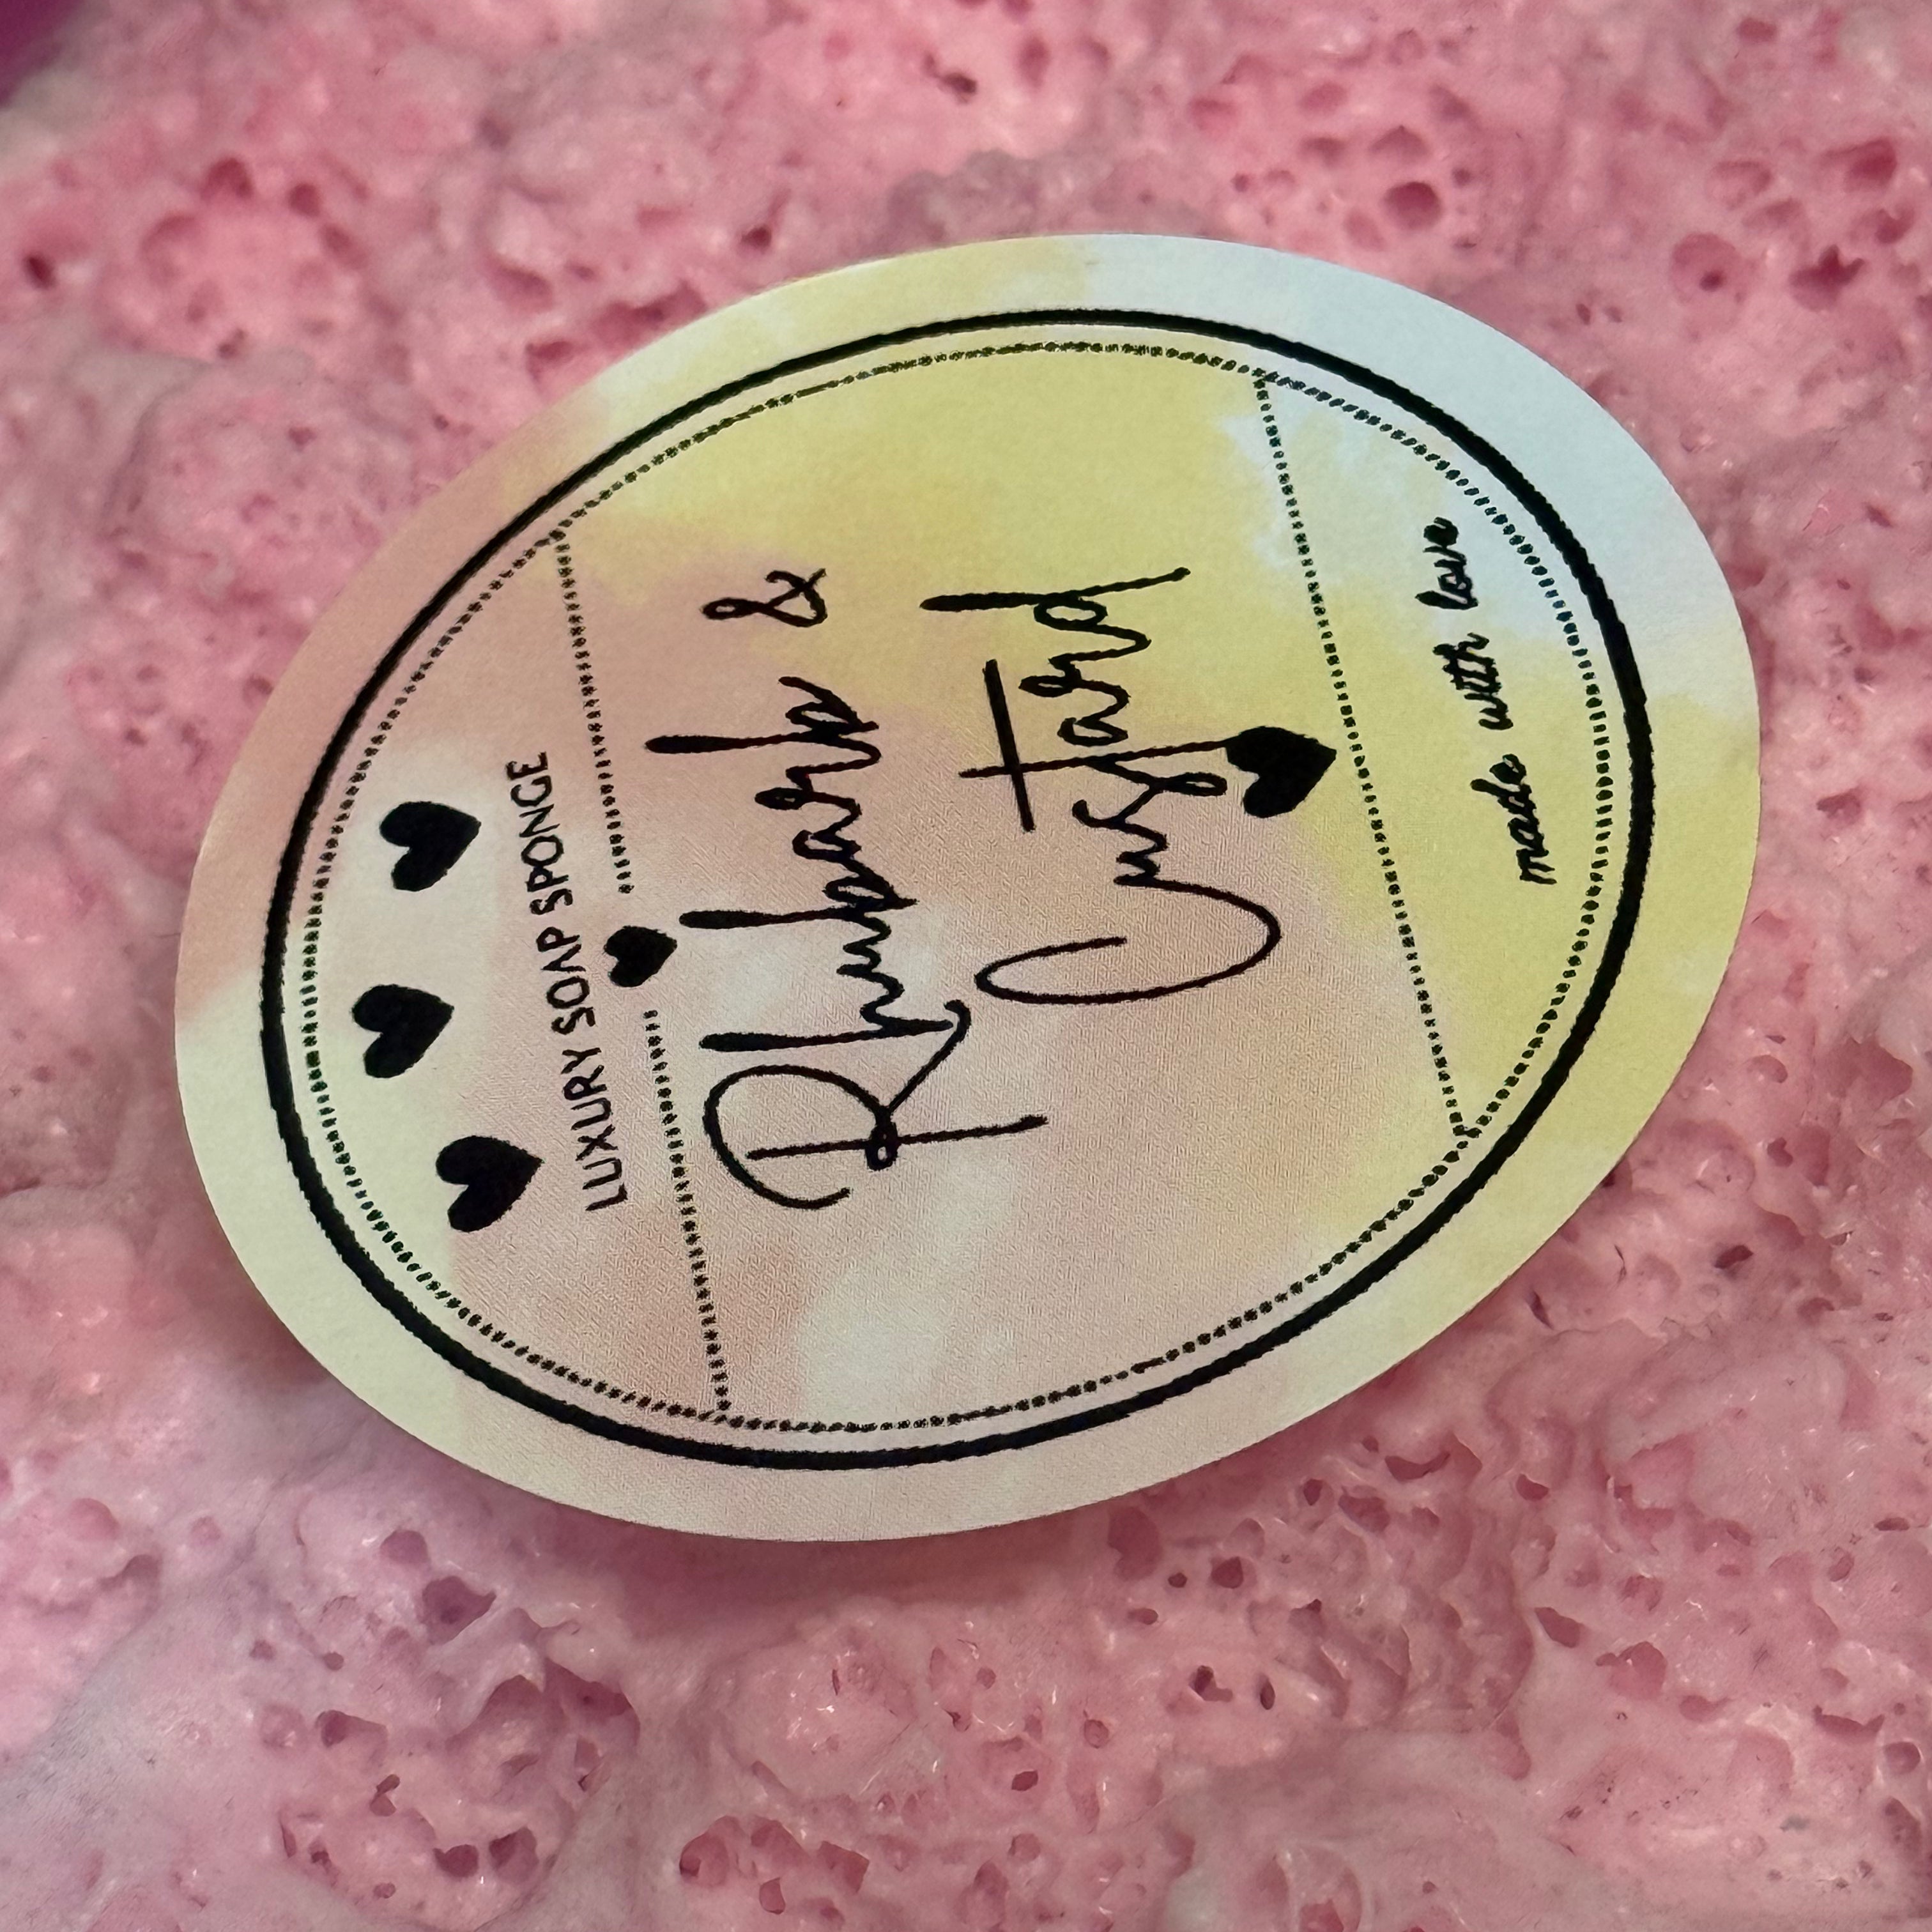 LUXURY SOAP SPONGE
Rhubarb &
Custard
made with love